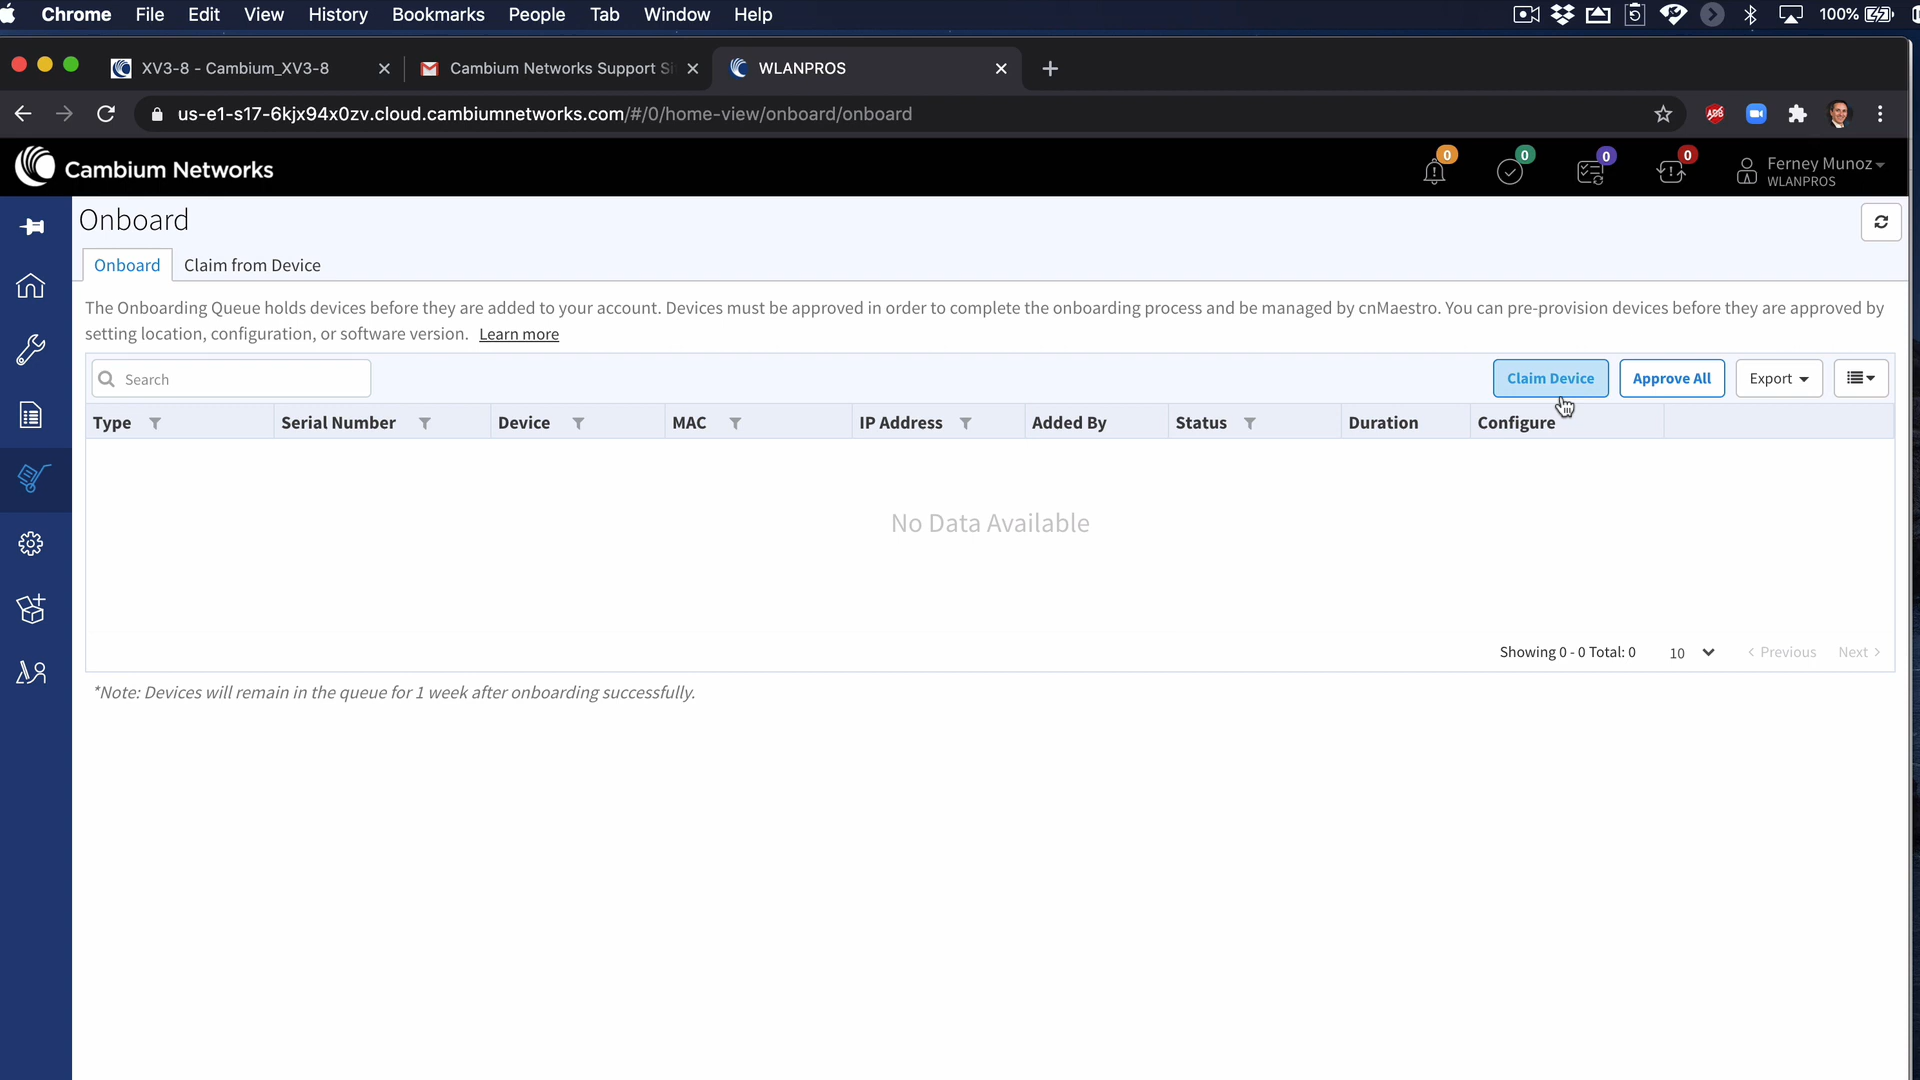 Chrome File Edit View History Bookmarks People Tab Window Help 100%
XV3-8 - Cambium_XV3-8 Cambium Networks Support Si WLANPROS
us-e1-s17-6kjx94x0zv.cloud.cambiumnetworks.com/#/0/home-view/onboard/onboard ABS
Cambium Networks 0 0 0 0 Ferney Munoz
WLANPROS
Onboard
Onboard Claim from Device
The Onboarding Queue holds devices before they are added to your account. Devices must be approved in order to complete the onboarding process and be managed by cnMaestro. You can pre-provision devices before they are approved by
setting location, configuration, or software version. Learn more
Search Claim Device Approve All Export
Type Serial Number Device MAC IP Address Added By Status Duration Configure
No Data Available
Showing 0 - 0 Total: 0 10 < Previous Next >
*Note: Devices will remain in the queue for 1 week after onboarding successfully.